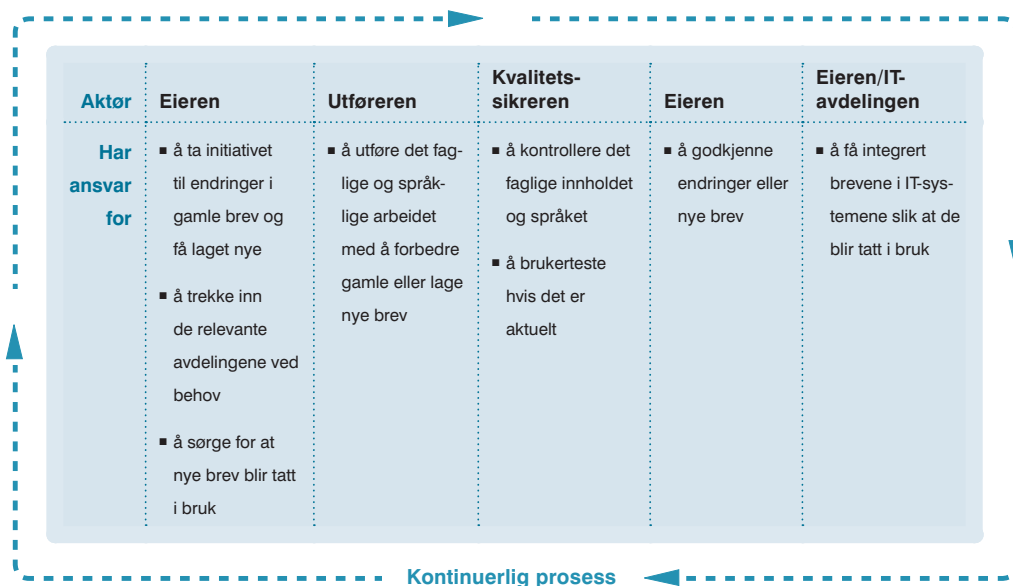 Aktør
Eieren
Utføreren
Kvalitets-
sikreren
Eieren
Eieren/IT-
avdelingen
Har
ansvar
for
▪ å ta initiativet
til endringer i
gamle brev og
få laget nye
▪ å trekke inn
de relevante
avdelingene ved
behov
▪ å sørge for at
nye brev blir tatt
i bruk
▪ å utføre det fag-
lige og språk-
lige arbeidet
med å forbedre
gamle eller lage
nye brev
▪ å kontrollere det
faglige innholdet
og språket
▪ å brukerteste
hvis det er
aktuelt
▪ å godkjenne
endringer eller
nye brev
▪ å få integrert
brevene i IT-sys-
temene slik at de
blir tatt i bruk
Kontinuerlig prosess